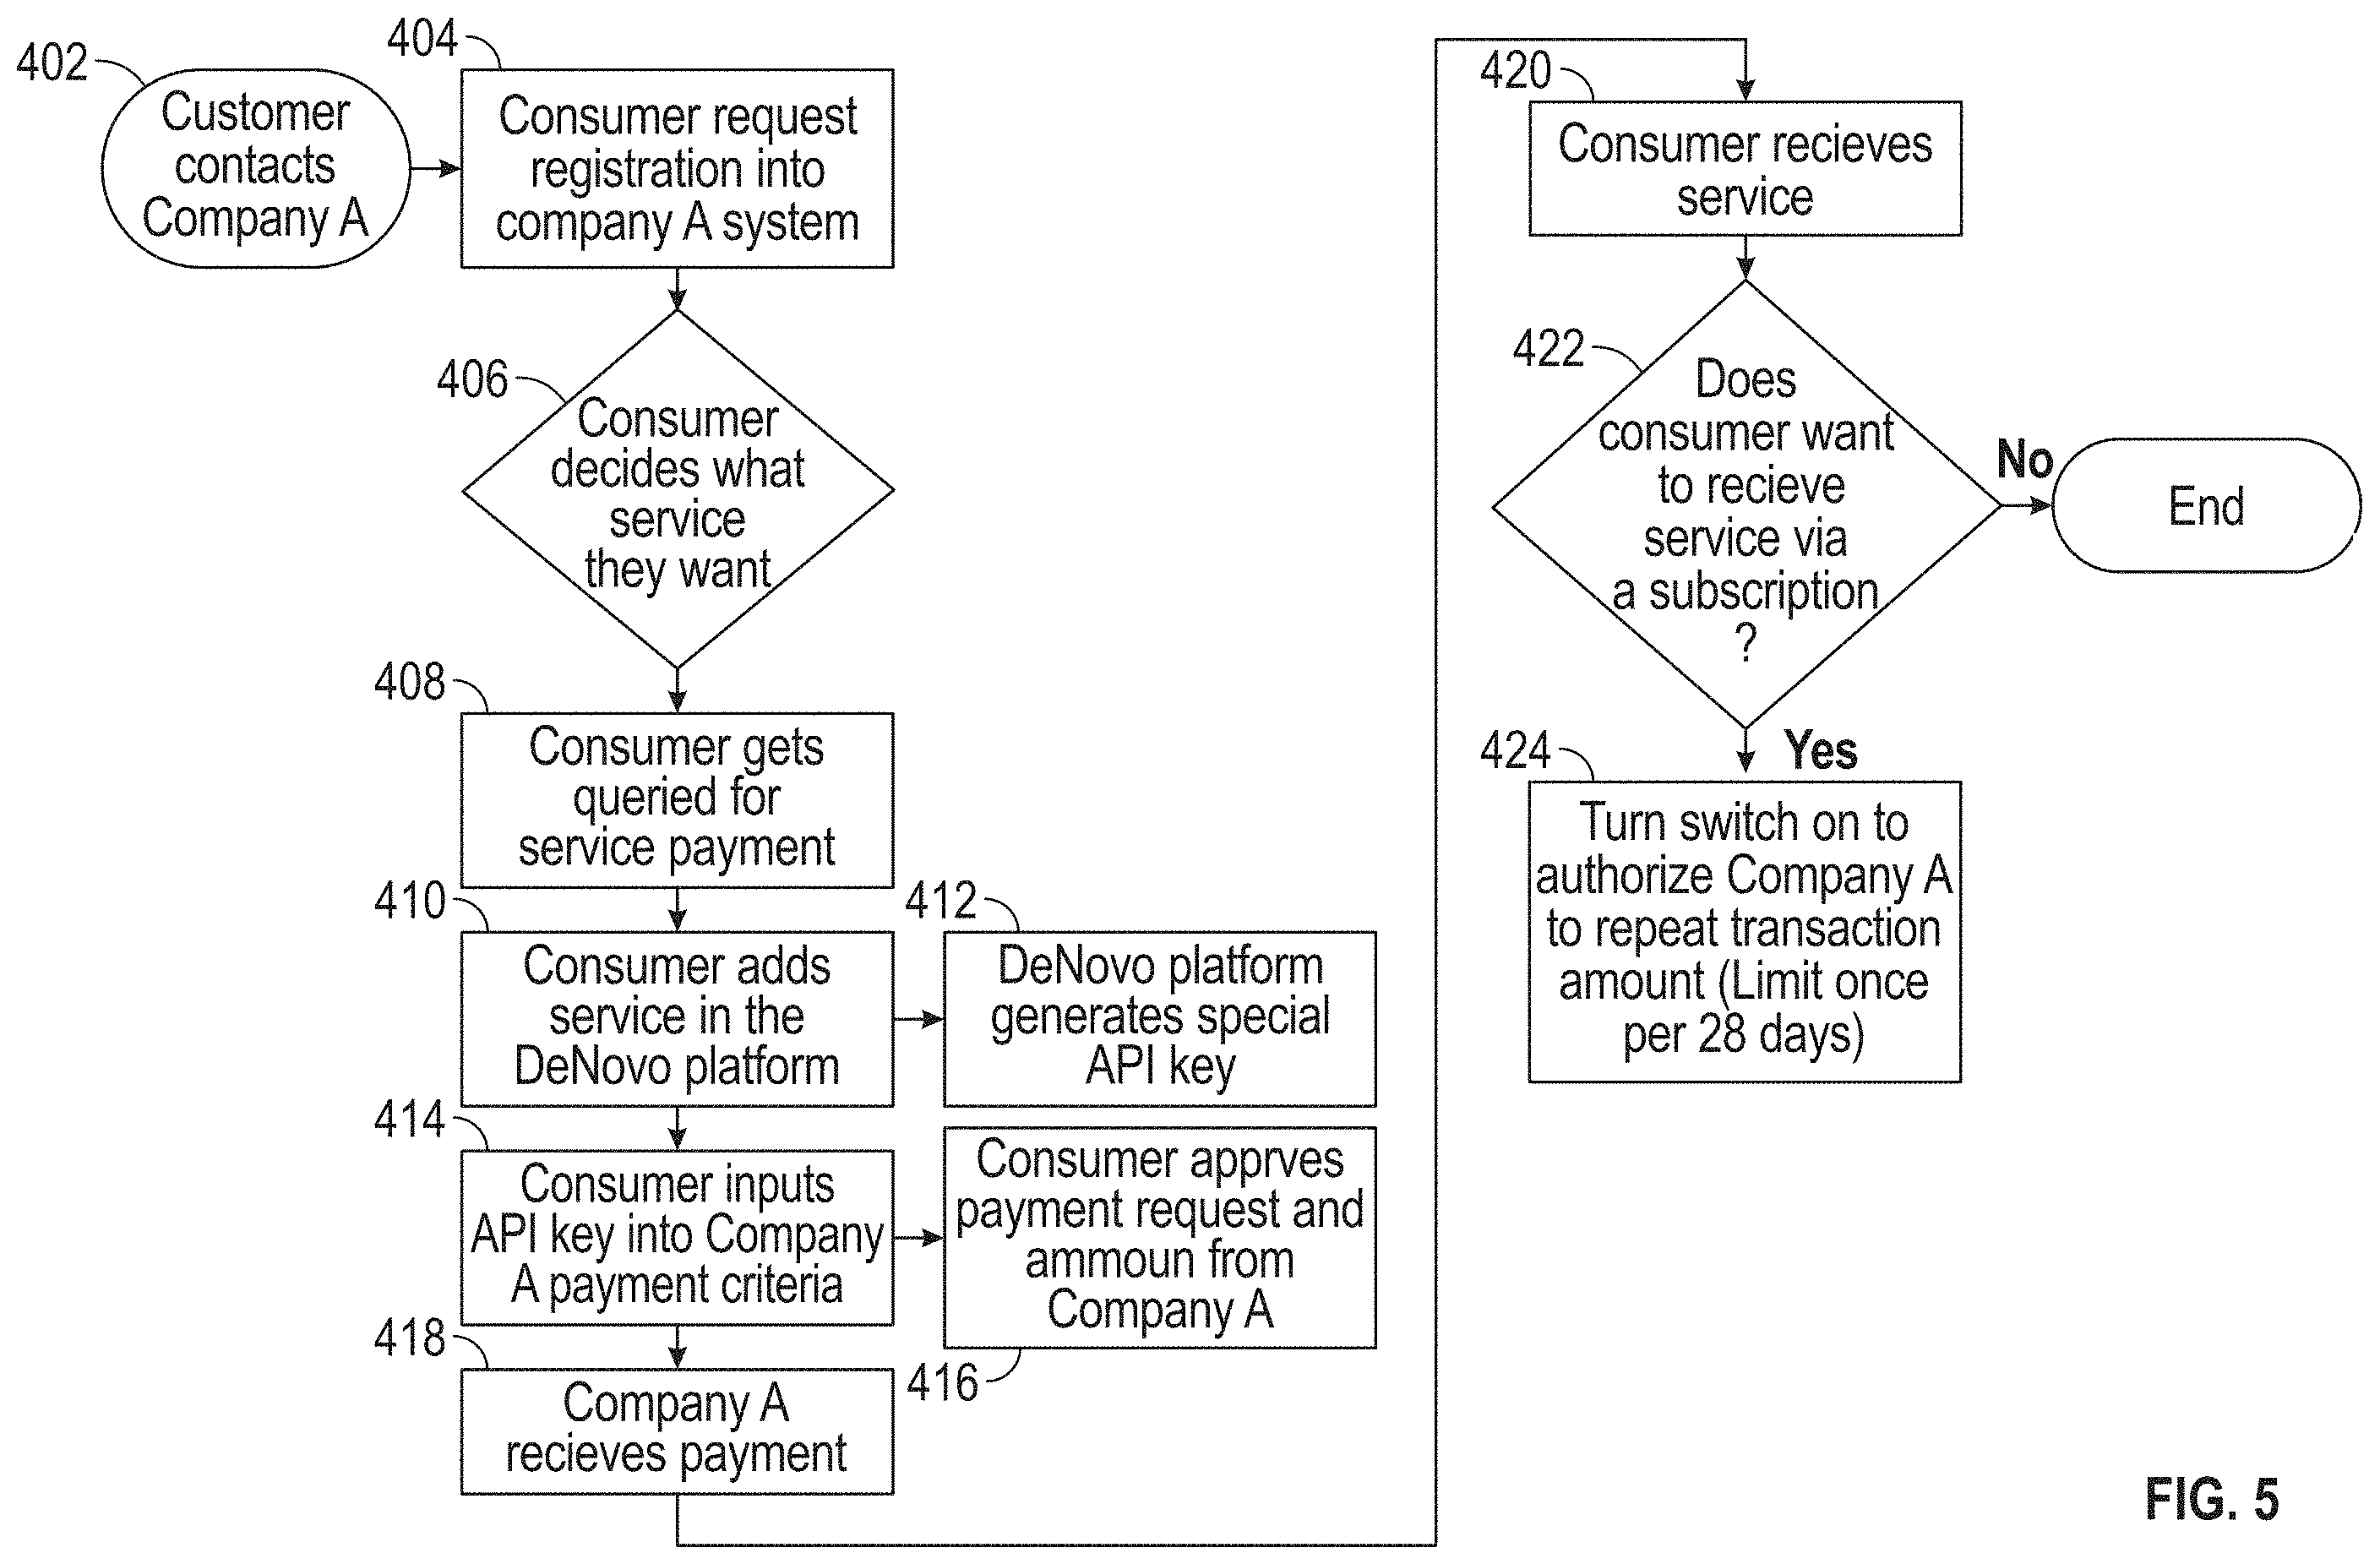 402
Customer
contacts
Company A
404
Consumer request
registration into
company A system
406
Consumer
decides what
service
they want
408
Consumer gets
queried for
service payment
410
Consumer adds
service in the
DeNovo platform
412
DeNovo platform
generates special
API key
414
Consumer inputs
API key into Company
A payment criteria
Consumer apprves
payment request and
ammoun from
Company A
416
418
Company A
recieves payment
420
Consumer recieves
service
422
Does
consumer want
to recieve
service via
a subscription
?
No
End
Yes
424
Turn switch on to
authorize Company A
to repeat transaction
amount (Limit once
per 28 days)
FIG. 5